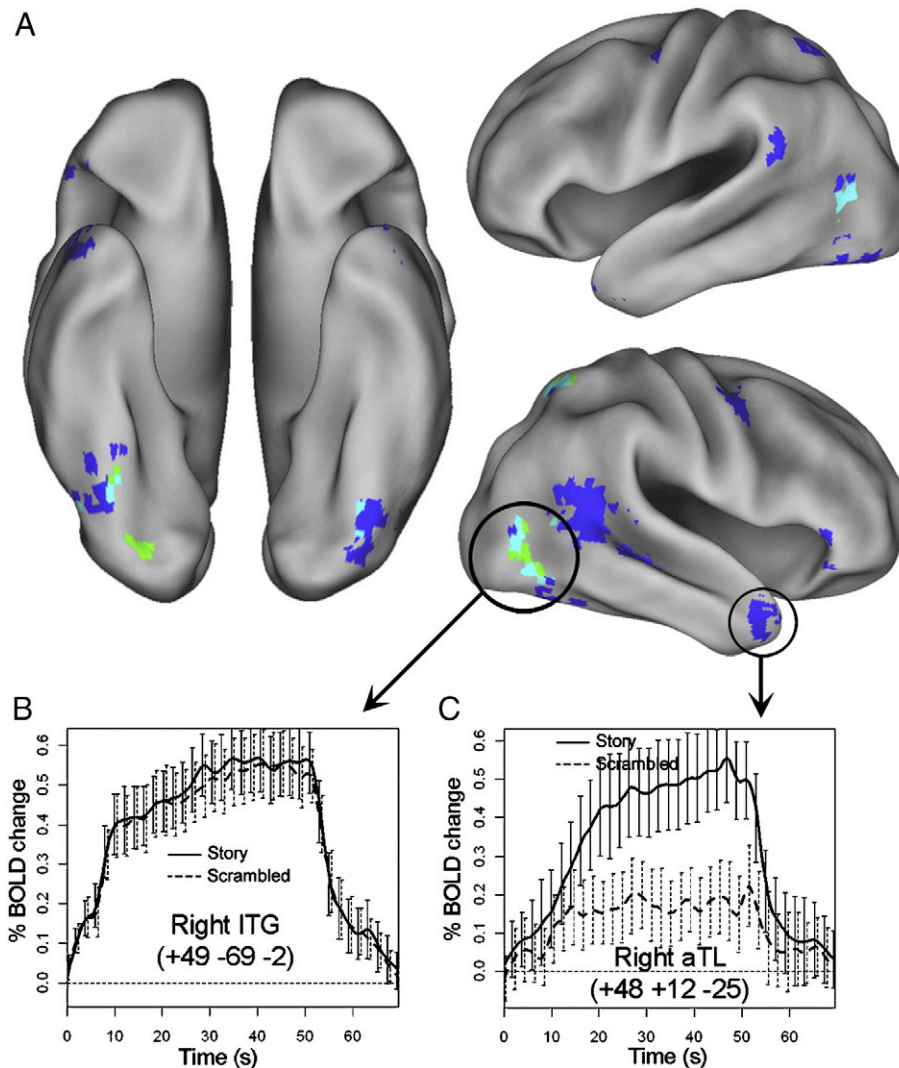 A
B
% BOLD change
0.6
0.5
0.4
0.3
0.2
0.1
0.0
Story
Scrambled
Right ITG
(+49 -69 -2)
0 10 20 30 40 50 60
Time (s)
C
% BOLD change
0.6
0.5
0.4
0.3
0.2
0.1
0.0
Story
Scrambled
Right aTL
(+48 +12 -25)
0 10 20 30 40 50 60
Time (s)